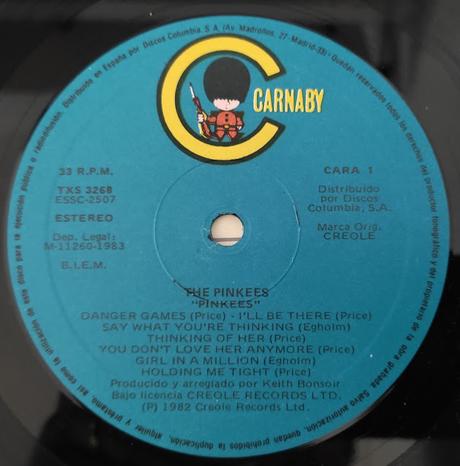 Distribuido en España por Discos Columbia, S.A. (Av. Madroños, 27-Madrid-33)-Quedan reservados todos los derechos del productor fonográfico y del propietario de la obra grabada. Salvo autorización, quedan prohibidos la duplicación, alquiler y préstamo, así como la utilización de este disco para la ejecución pública o radiodifusión.
CARNABY
33 R.P.M.
CARA 1
TXS 3268
ESSC-2507
Distribuido
por Discos
Columbia, S.A.
ESTEREO
Marca Orig.
CREOLE
Dep. Legal:
M-11260-1983
B.I.E.M.
THE PINKEES
"PINKEES"
DANGER GAMES (Price) - I'LL BE THERE (Price)
SAY WHAT YOU'RE THINKING (Egholm)
THINKING OF HER (Price)
YOU DON'T LOVE HER ANYMORE (Price)
GIRL IN A MILLION (Egholm)
HOLDING ME TIGHT (Price)
Producido y arreglado por Keith Bonsoir
Bajo licencia CREOLE RECORDS LTD.
(P) 1982 Creole Records Ltd.